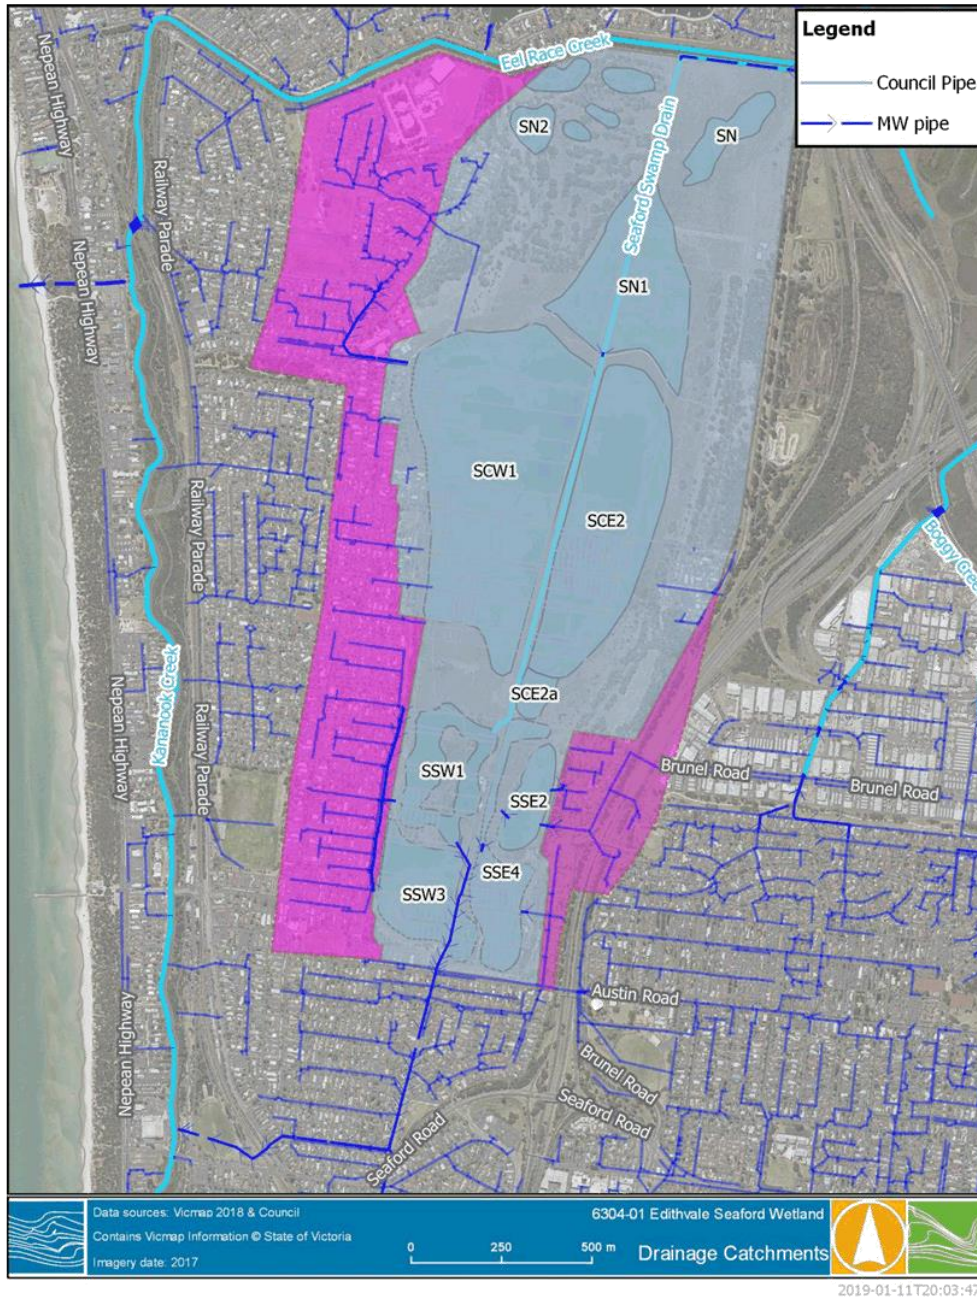 Legend
Council Pipe
MW pipe
Eel Race Creek
Nepean Highway
SN2
SN
Seaford Swamp Drain
Railway Parade
Nepean Highway
SN1
SCW1
SCE2
Railway Parade
Boggy Cree
Kananook Creek
Nepean Highway
Railway Parade
SCE2a
SSW1
SSE2
Brunel Road
Brunel Road
SSW3
SSE4
Austin Road
Nepean Highway
Brunel Road
Seaford Road
Seaford Road
Data sources: Vicmap 2018 & Council
Contains Vicmap Information © State of Victoria
Imagery date: 2017
0 250 500 m
6304-01 Edithvale Seaford Wetland
Drainage Catchments
2019-01-11T20:03:42